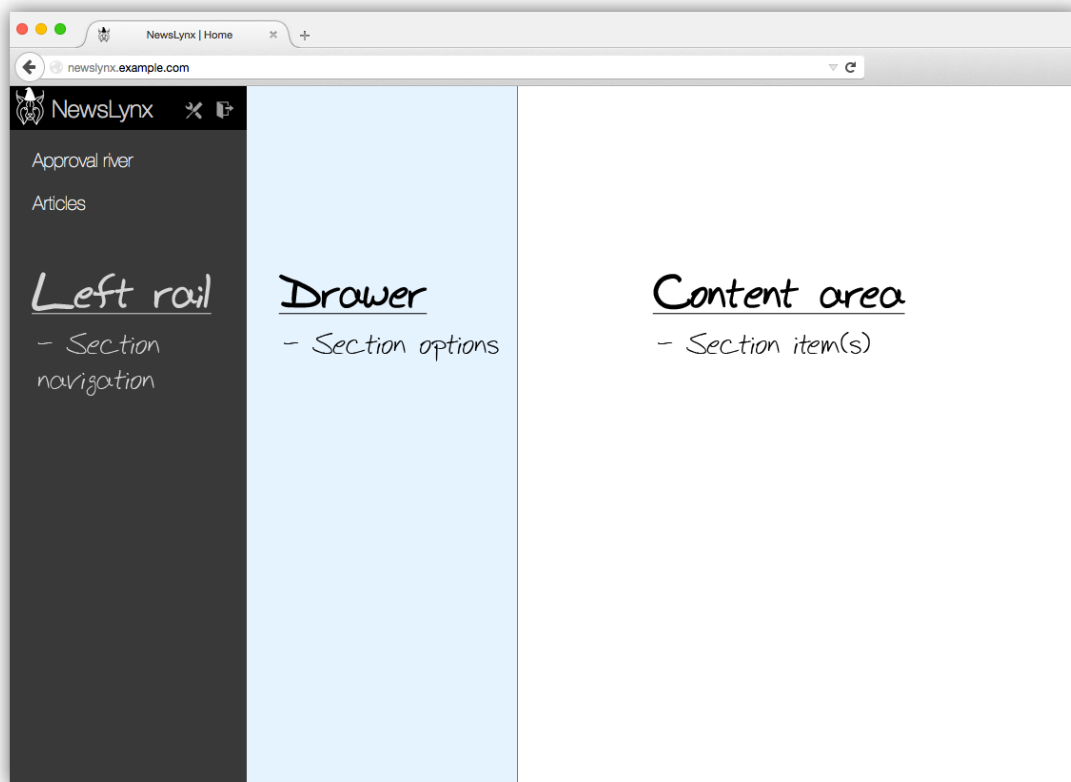 NewsLynx | Home
newslynx.example.com
NewsLynx
Approval river
Articles
Left rail
- Section
navigation
Drawer
- Section options
Content area
- Section item(s)